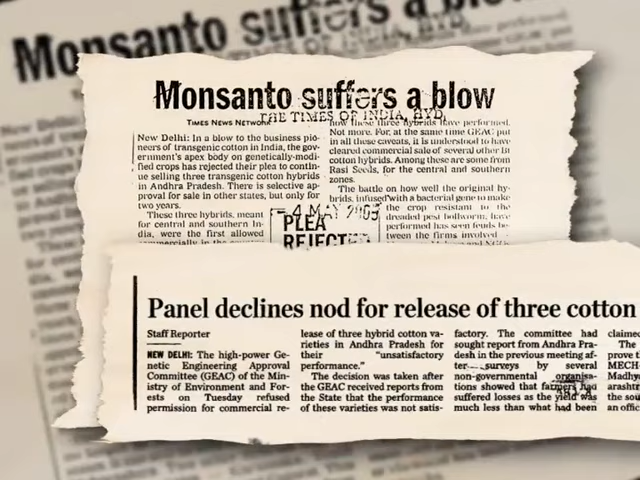 Monsanto suffers a blow
Monsanto suffers a blow
TIMES NEWS NETWORK
THE TIMES OF INDIA, HYD.
New Delhi: In a blow to the business pio-
neers of transgenic cotton in India, the gov-
ernment's apex body on genetically-modi-
fied crops has rejected their plea to contin-
ue selling three transgenic cotton hybrids
in Andhra Pradesh. There is selective ap-
proval for sale in other states, but only for
two years.
These three hybrids, meant
for central and southern In-
dia, were the first allowed
commercially in the country
how these three hybrids have performed.
Not more. For, at the same time GEAC put
in all these caveats, it is understood to have
cleared commercial sale of several other Bt
cotton hybrids. Among these are some from
Rasi Seeds, for the central and southern
zones.
The battle on how well the original hy-
brids, infused with a bacterial gene to make
the crop resistant to the
dreaded pest bollworm, have
performed has seen feuds be-
tween the firms involved
- 4 MAY 2005
PLEA
REJECTED
Panel declines nod for release of three cotton
Staff Reporter
NEW DELHI: The high-power Ge-
netic Engineering Approval
Committee (GEAC) of the Min-
istry of Environment and For-
ests on Tuesday refused
permission for commercial re-
lease of three hybrid cotton va-
rieties in Andhra Pradesh for
their "unsatisfactory
performance."
The decision was taken after
the GEAC received reports from
the State that the performance
of these varieties was not satis-
factory. The committee had
sought report from Andhra Pra-
desh in the previous meeting af-
ter surveys by several
non-governmental organisa-
tions showed that farmers had
suffered losses as the yield was
much less than what had been
claimed
prove t
MECH-
Madhya
arashtr
the sou
an offic